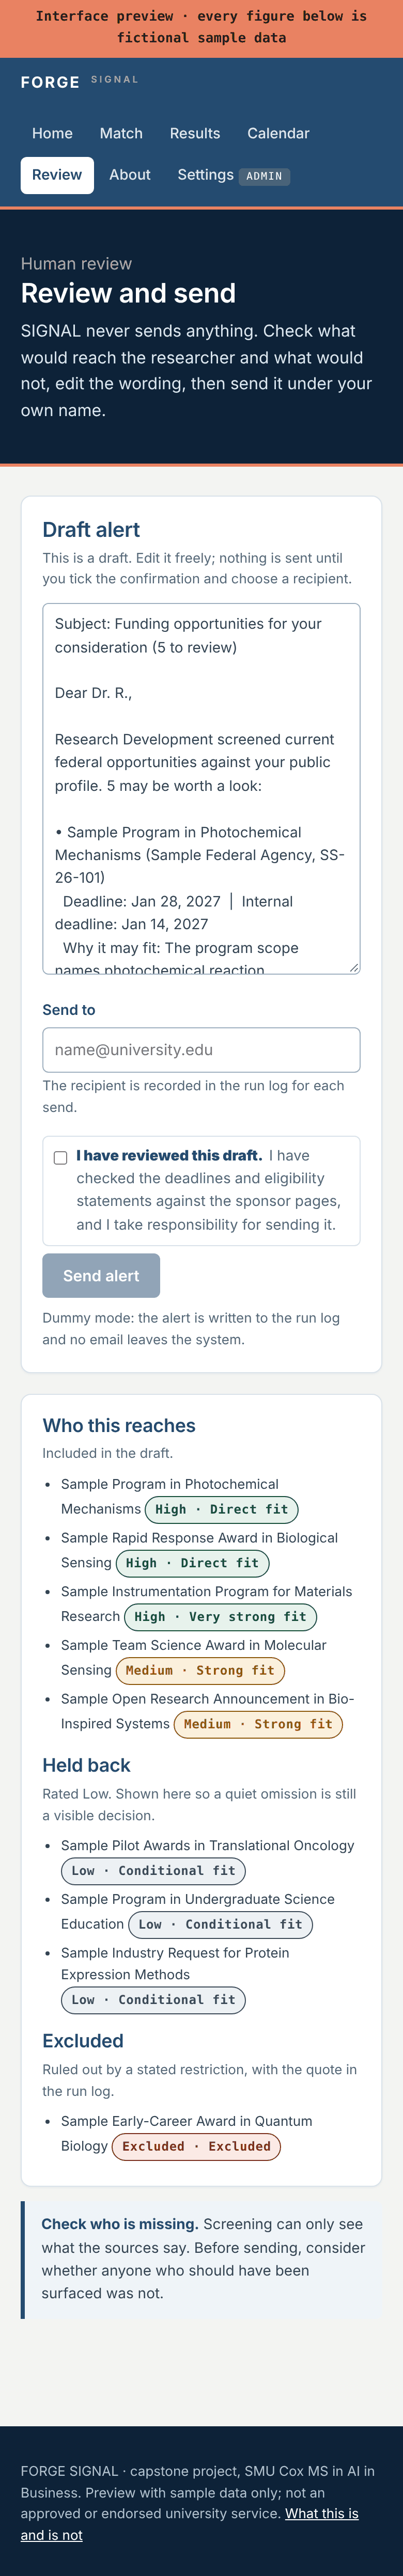 Interface preview · every figure below is
fictional sample data
FORGE SIGNAL
Home Match Results Calendar
Review About Settings ADMIN
Human review
Review and send
SIGNAL never sends anything. Check what
would reach the researcher and what would
not, edit the wording, then send it under your
own name.
Draft alert
This is a draft. Edit it freely; nothing is sent until
you tick the confirmation and choose a recipient.
Subject: Funding opportunities for your
consideration (5 to review)
Dear Dr. R.,
Research Development screened current
federal opportunities against your public
profile. 5 may be worth a look:
• Sample Program in Photochemical
Mechanisms (Sample Federal Agency, SS-
26-101)
Deadline: Jan 28, 2027 | Internal
deadline: Jan 14, 2027
Why it may fit: The program scope
names photochemical reaction
Send to
name@university.edu
The recipient is recorded in the run log for each
send.
I have reviewed this draft. I have
checked the deadlines and eligibility
statements against the sponsor pages,
and I take responsibility for sending it.
Send alert
Dummy mode: the alert is written to the run log
and no email leaves the system.
Who this reaches
Included in the draft.
• Sample Program in Photochemical
Mechanisms High · Direct fit
• Sample Rapid Response Award in Biological
Sensing High · Direct fit
• Sample Instrumentation Program for Materials
Research High · Very strong fit
• Sample Team Science Award in Molecular
Sensing Medium · Strong fit
• Sample Open Research Announcement in Bio-
Inspired Systems Medium · Strong fit
Held back
Rated Low. Shown here so a quiet omission is still
a visible decision.
• Sample Pilot Awards in Translational Oncology
Low · Conditional fit
• Sample Program in Undergraduate Science
Education Low · Conditional fit
• Sample Industry Request for Protein
Expression Methods
Low · Conditional fit
Excluded
Ruled out by a stated restriction, with the quote in
the run log.
• Sample Early-Career Award in Quantum
Biology Excluded · Excluded
Check who is missing. Screening can only see
what the sources say. Before sending, consider
whether anyone who should have been
surfaced was not.
FORGE SIGNAL · capstone project, SMU Cox MS in AI in
Business. Preview with sample data only; not an
approved or endorsed university service. What this is
and is not